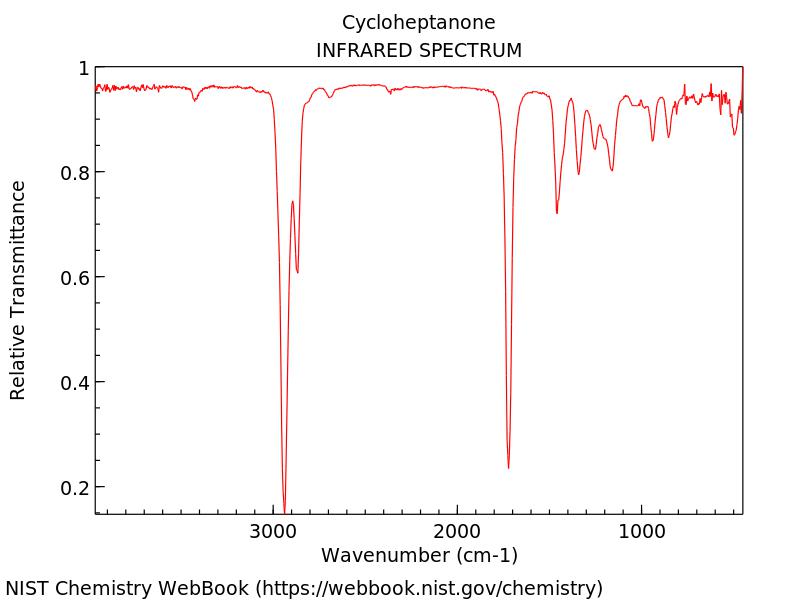 Cycloheptanone
INFRARED SPECTRUM
1
0.8
0.6
0.4
0.2
Relative Transmittance
3000 2000 1000
Wavenumber (cm-1)
NIST Chemistry WebBook (https://webbook.nist.gov/chemistry)